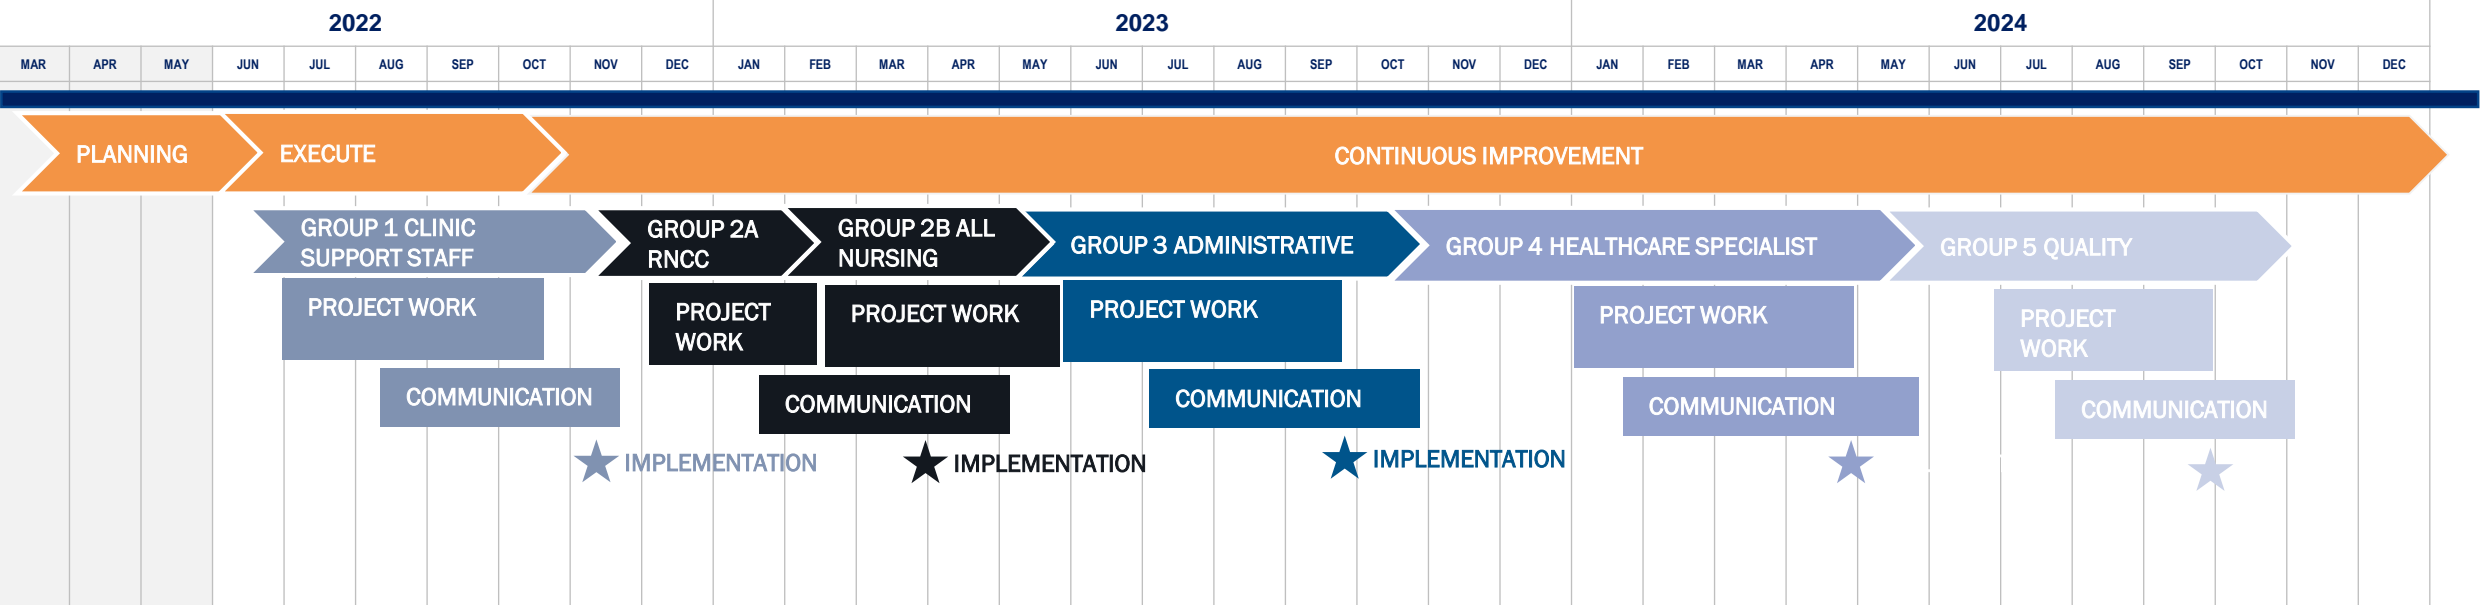 2022 2023 2024
MAR APR MAY JUN JUL AUG SEP OCT NOV DEC JAN FEB MAR APR MAY JUN JUL AUG SEP OCT NOV DEC JAN FEB MAR APR MAY JUN JUL AUG SEP OCT NOV DEC
PLANNING
EXECUTE
CONTINUOUS IMPROVEMENT
GROUP 1 CLINIC
SUPPORT STAFF
GROUP 2A
RNCC
GROUP 2B ALL
NURSING
GROUP 3 ADMINISTRATIVE
GROUP 4 HEALTHCARE SPECIALIST
GROUP 5 QUALITY
PROJECT WORK
PROJECT
WORK
PROJECT WORK
PROJECT WORK
PROJECT WORK
PROJECT
WORK
COMMUNICATION
COMMUNICATION
COMMUNICATION
COMMUNICATION
COMMUNICATION
IMPLEMENTATION
IMPLEMENTATION
IMPLEMENTATION